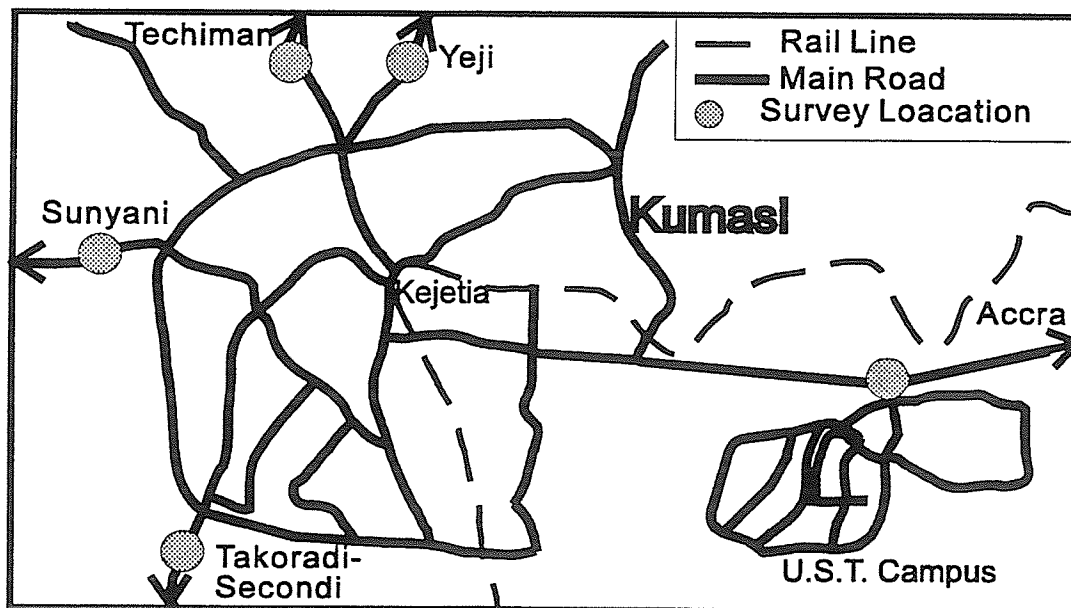 Techiman
Yeji
Rail Line
Main Road
Survey Loacation
Sunyani
Kumasi
Kejetia
Accra
Takoradi-
Secondi
U.S.T. Campus